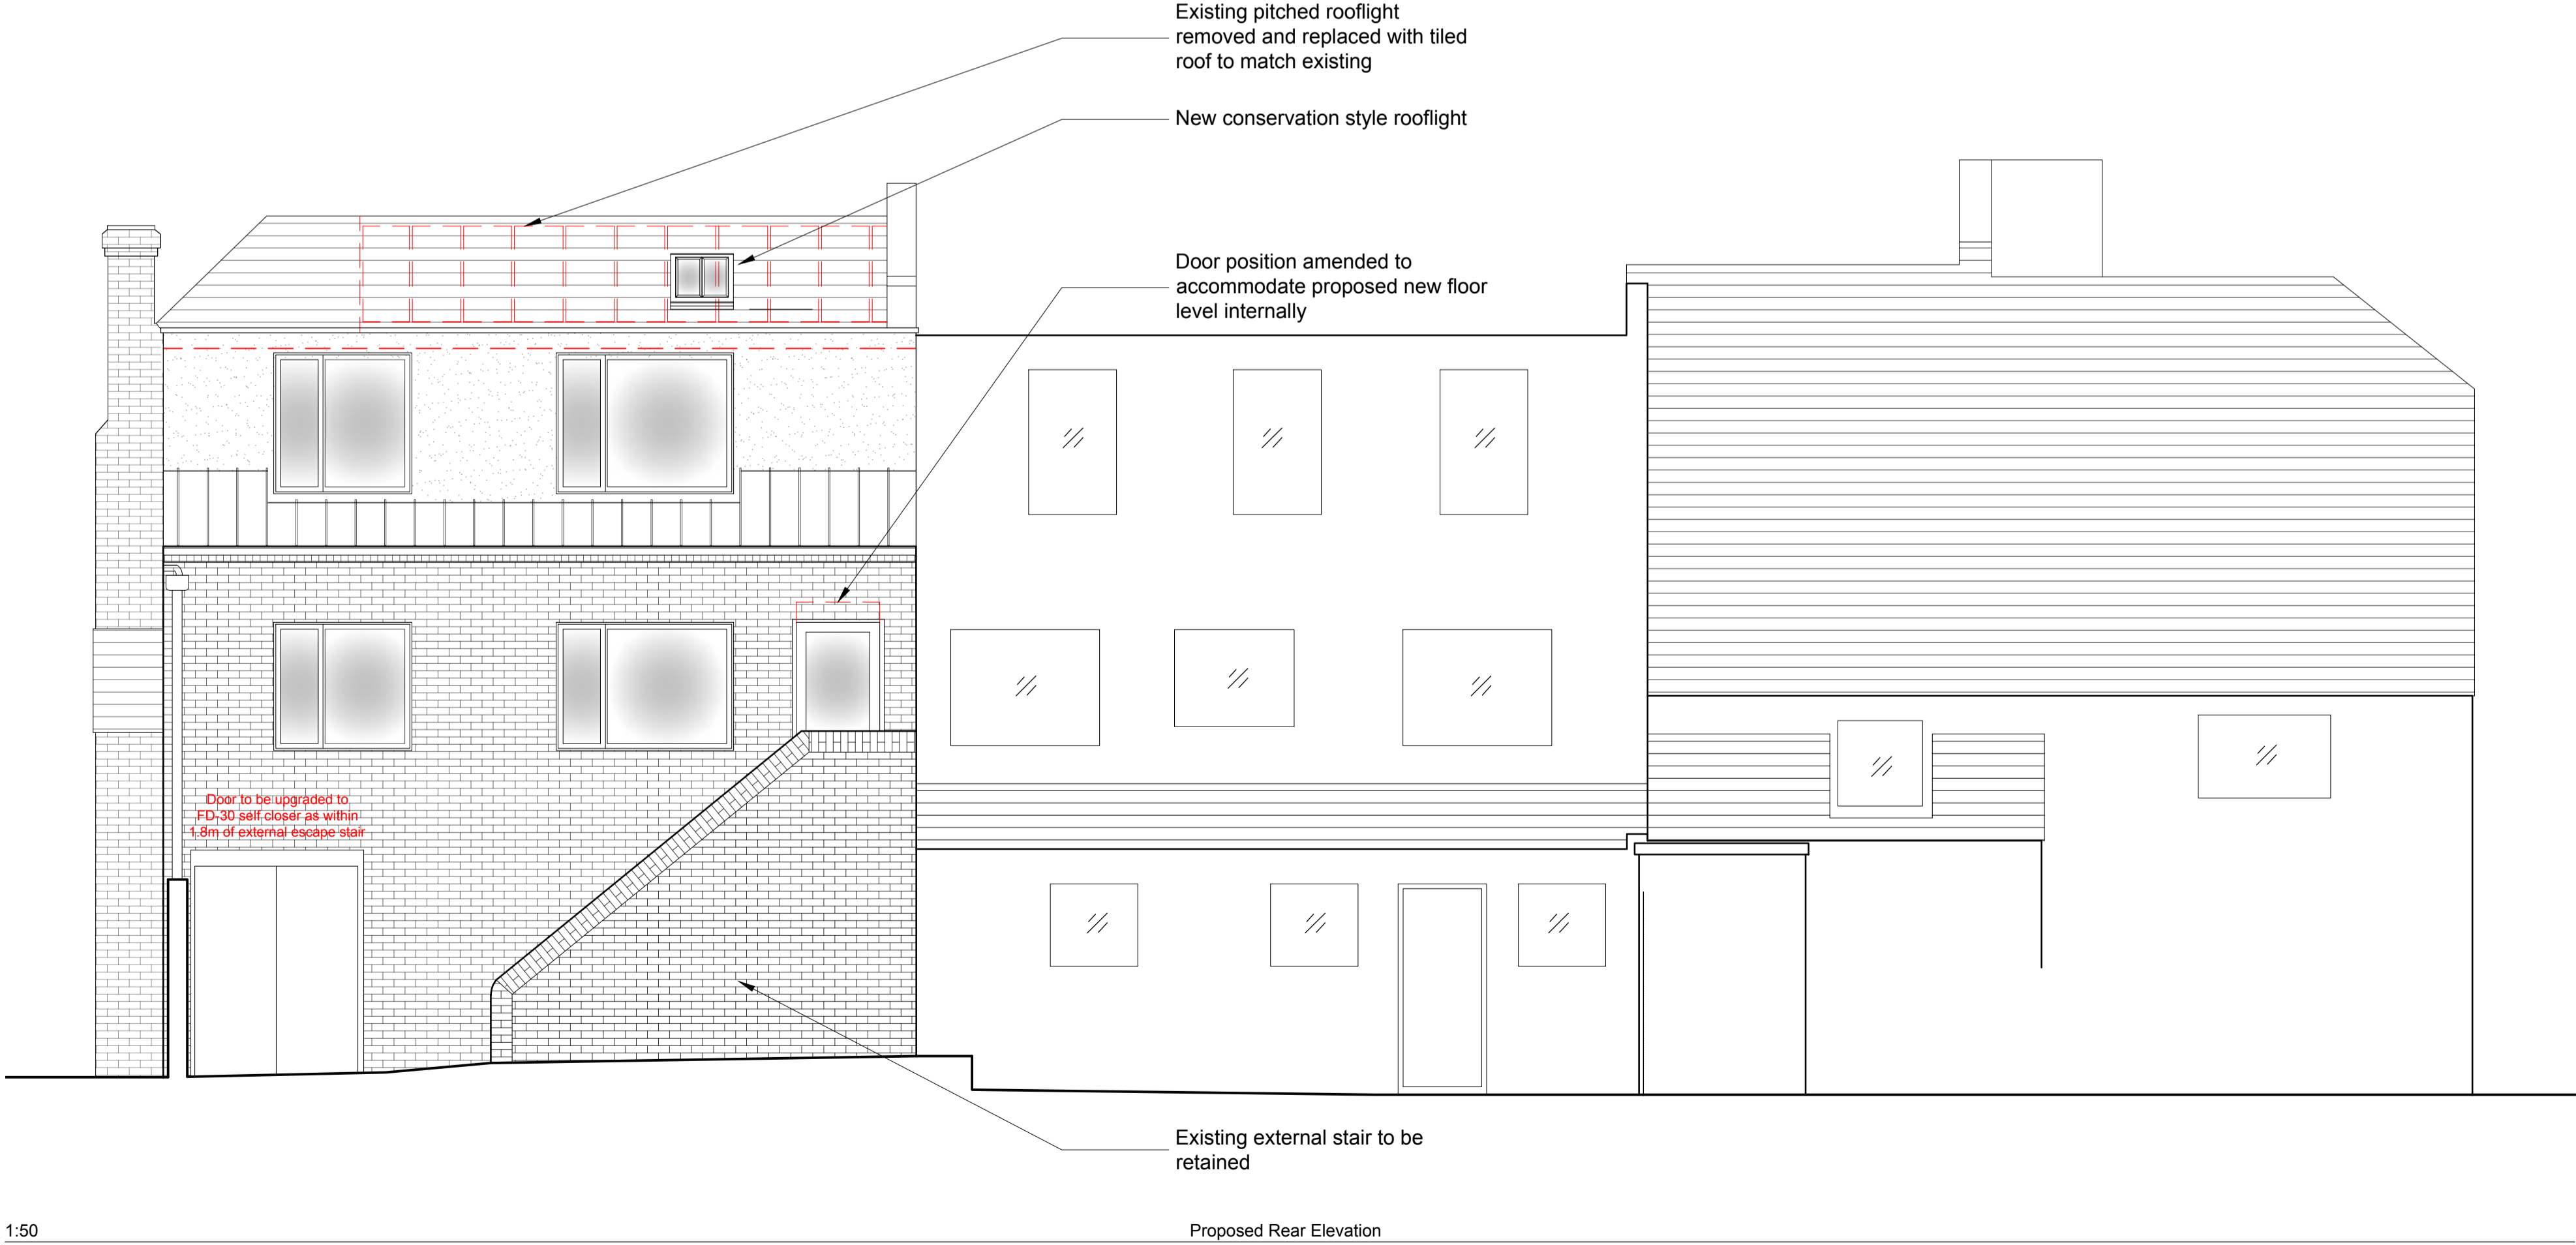 Existing pitched rooflight
removed and replaced with tiled
roof to match existing
New conservation style rooflight
Door position amended to
accommodate proposed new floor
level internally
Door to be upgraded to
FD-30 self closer as within
1.8m of external escape stair
Existing external stair to be
retained
1:50
Proposed Rear Elevation